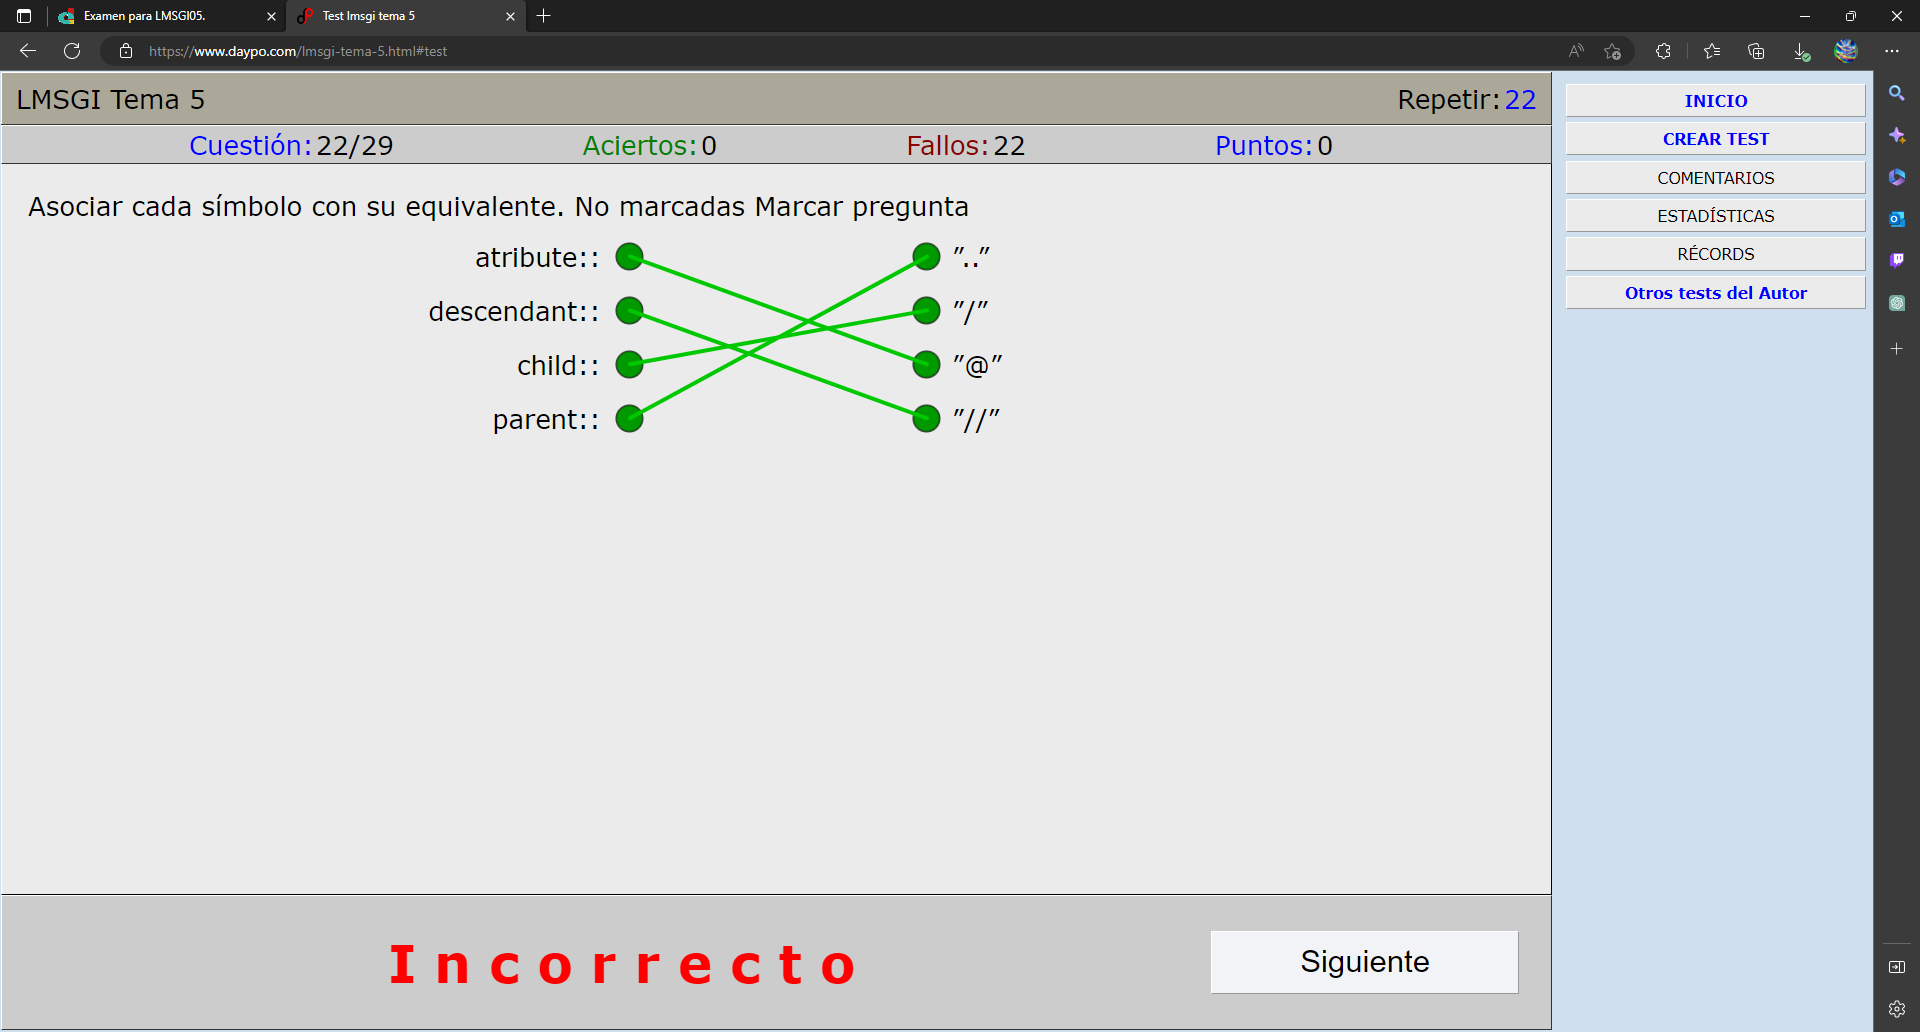 Examen para LMSGI05.
Test lmsgi tema 5
https://www.daypo.com/lmsgi-tema-5.html#test
LMSGI Tema 5
Repetir:22
Cuestión:22/29
Aciertos:0
Fallos:22
Puntos:0
Asociar cada símbolo con su equivalente. No marcadas Marcar pregunta
atribute::
"..”
descendant::
"/”
child::
"@”
parent::
"//”
Incorrecto
Siguiente
INICIO
CREAR TEST
COMENTARIOS
ESTADÍSTICAS
RÉCORDS
Otros tests del Autor